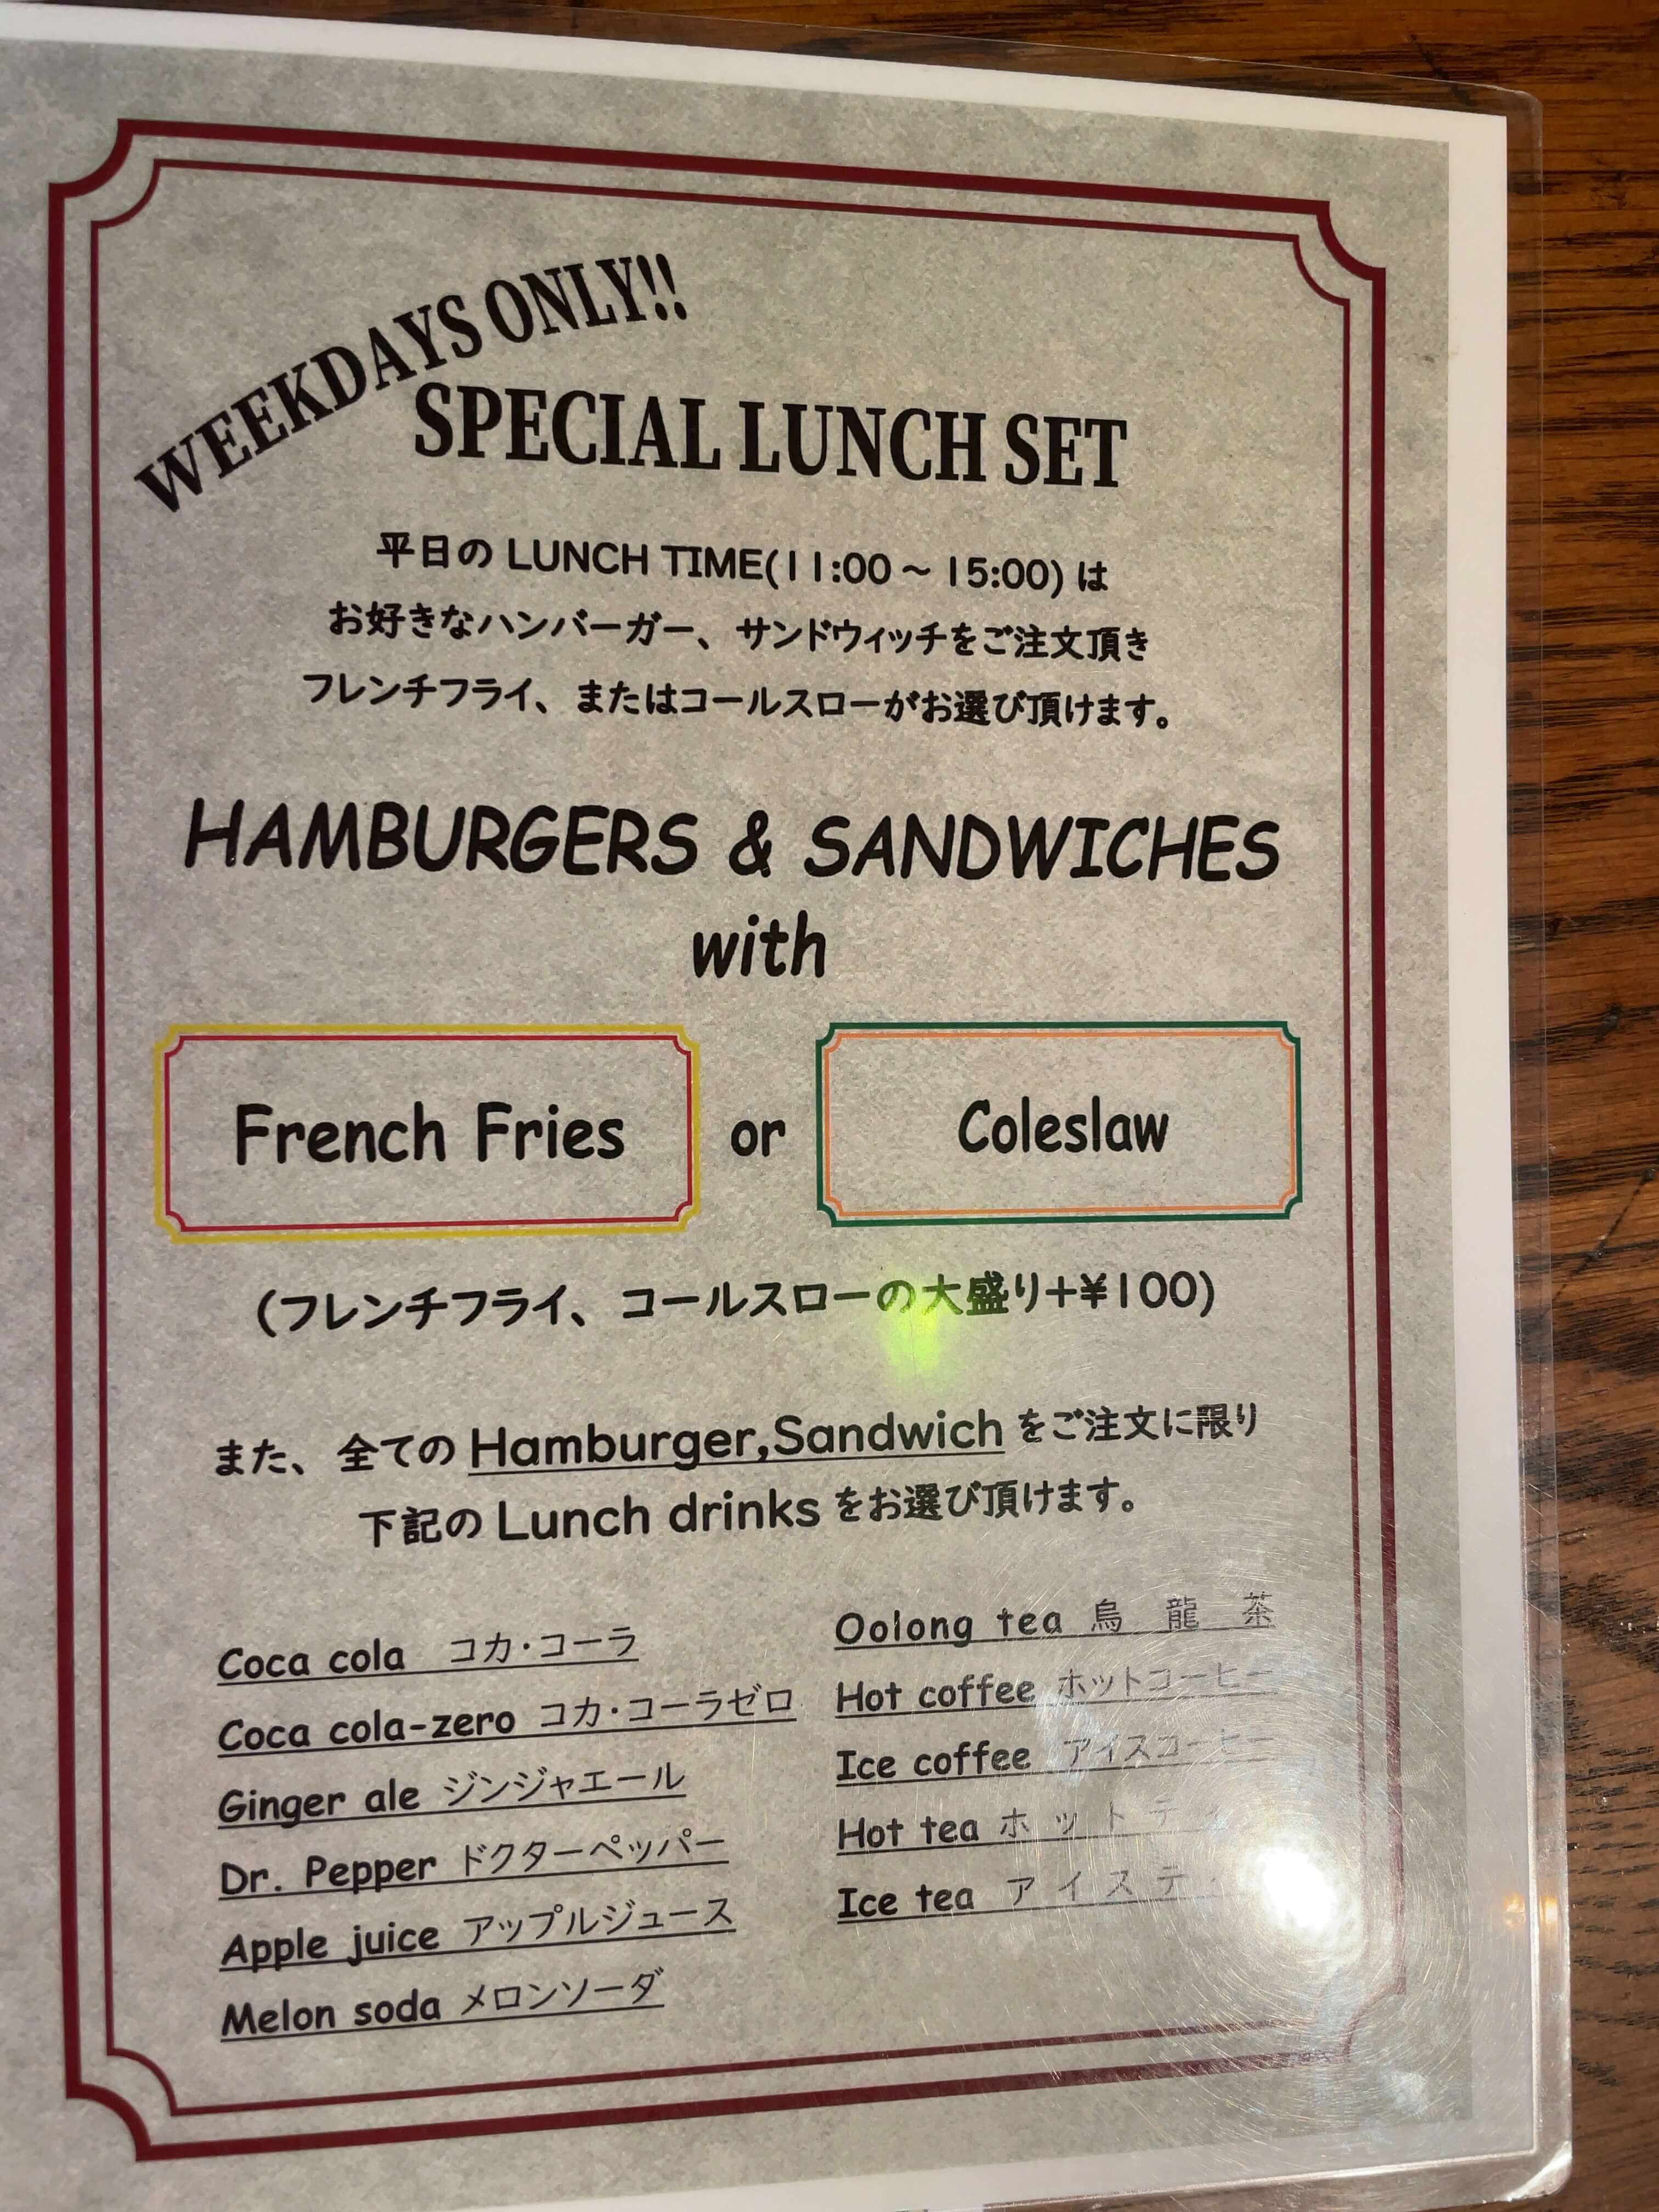 WEEKDAYS ONLY!!
SPECIAL LUNCH SET
平日の LUNCH TIME(11:00～15:00) は
お好きなハンバーガー、サンドウィッチをご注文頂き
フレンチフライ、またはコールスローがお選び頂けます。
HAMBURGERS & SANDWICHES
with
French Fries or Coleslaw
(フレンチフライ、コールスローの大盛り+¥100)
また、全ての Hamburger,Sandwich をご注文に限り
下記の Lunch drinks をお選び頂けます。
Coca cola コカ・コーラ
Coca cola-zero コカ・コーラゼロ
Ginger ale ジンジャエール
Dr. Pepper ドクターペッパー
Apple juice アップルジュース
Melon soda メロンソーダ
Oolong tea 烏 龍 茶
Hot coffee ホットコーヒー
Ice coffee アイスコーヒー
Hot tea
Ice tea